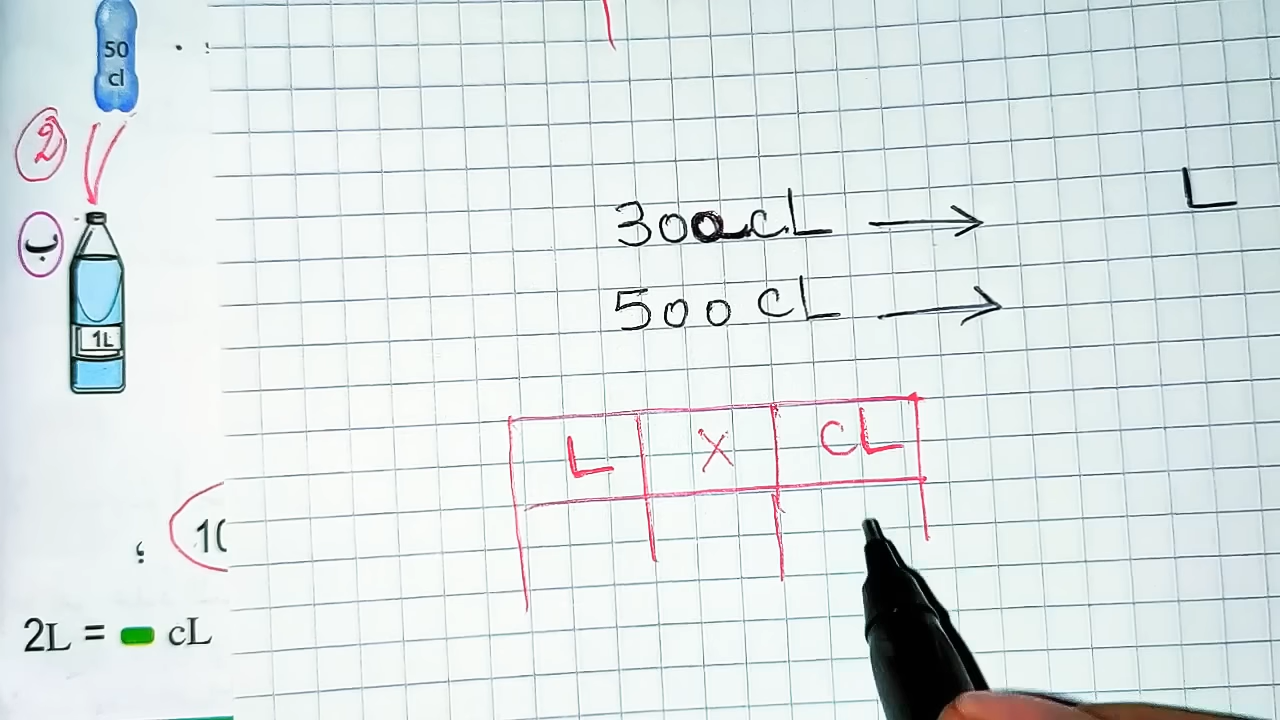 50
cl
2
ب
1L
300cL → L
500 cL →
L X CL
10
؛
2L = cL